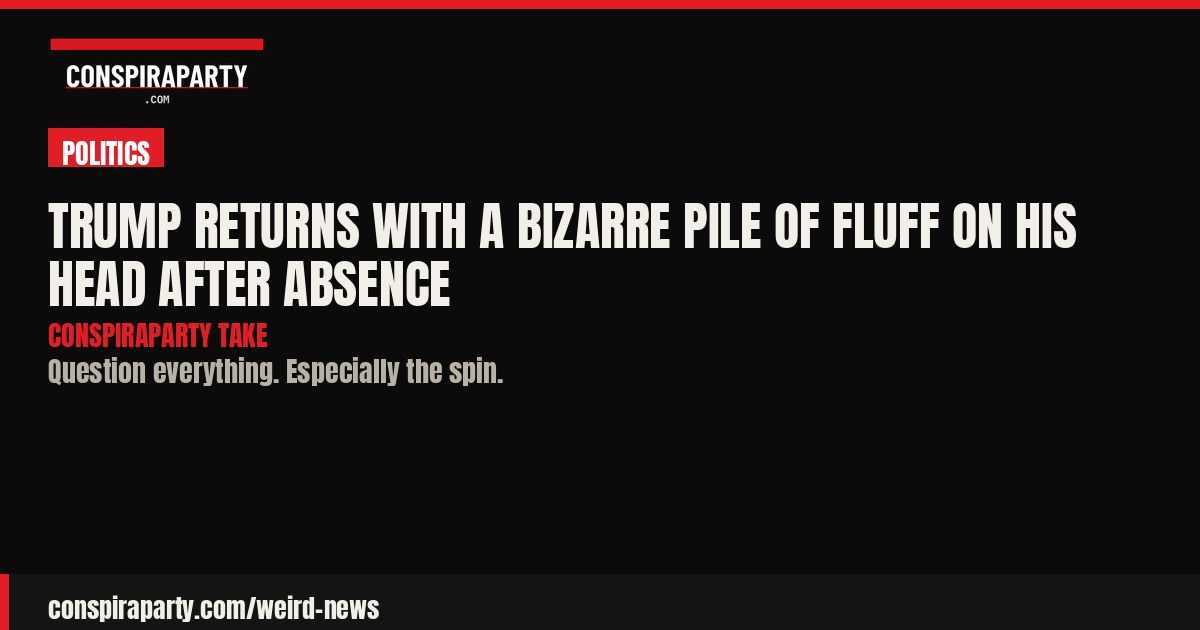 CONSPIRAPARTY
.COM
POLITICS
TRUMP RETURNS WITH A BIZARRE PILE OF FLUFF ON HIS
HEAD AFTER ABSENCE
CONSPIRAPARTY TAKE
Question everything. Especially the spin.
conspiraparty.com/weird-news